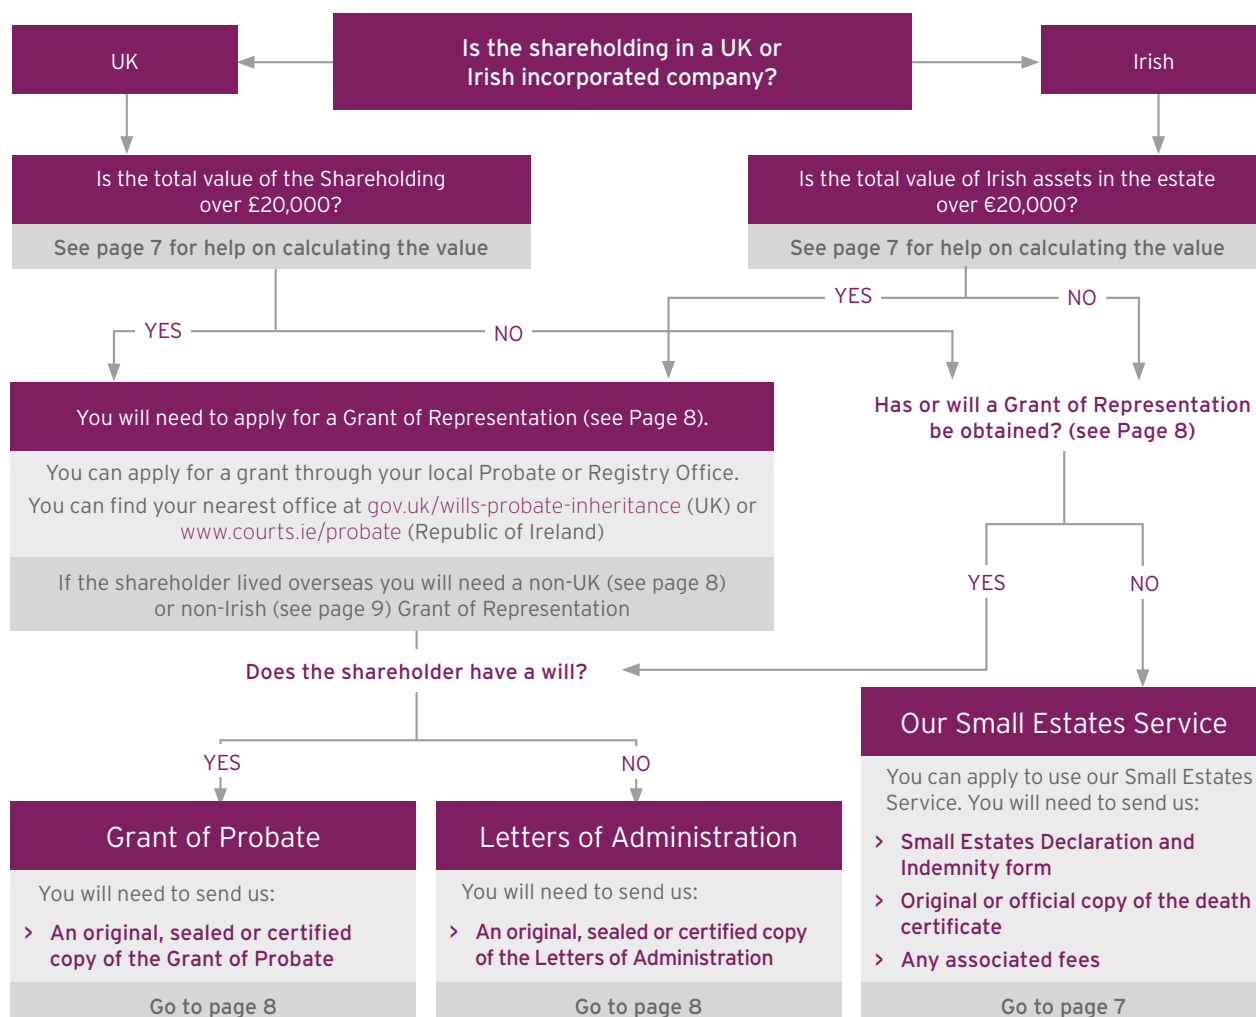 Is the shareholding in a UK or
Irish incorporated company?
UK
Irish
Is the total value of the Shareholding
over £20,000?
See page 7 for help on calculating the value
Is the total value of Irish assets in the estate
over €20,000?
See page 7 for help on calculating the value
YES
NO
YES
NO
You will need to apply for a Grant of Representation (see Page 8).
You can apply for a grant through your local Probate or Registry Office.
You can find your nearest office at gov.uk/wills-probate-inheritance (UK) or
www.courts.ie/probate (Republic of Ireland)
If the shareholder lived overseas you will need a non-UK (see page 8)
or non-Irish (see page 9) Grant of Representation
Has or will a Grant of Representation
be obtained? (see Page 8)
YES
NO
Does the shareholder have a will?
YES
NO
Grant of Probate
You will need to send us:
> An original, sealed or certified
copy of the Grant of Probate
Go to page 8
Letters of Administration
You will need to send us:
> An original, sealed or certified copy
of the Letters of Administration
Go to page 8
Our Small Estates Service
You can apply to use our Small Estates
Service. You will need to send us:
> Small Estates Declaration and
Indemnity form
> Original or official copy of the death
certificate
> Any associated fees
Go to page 7